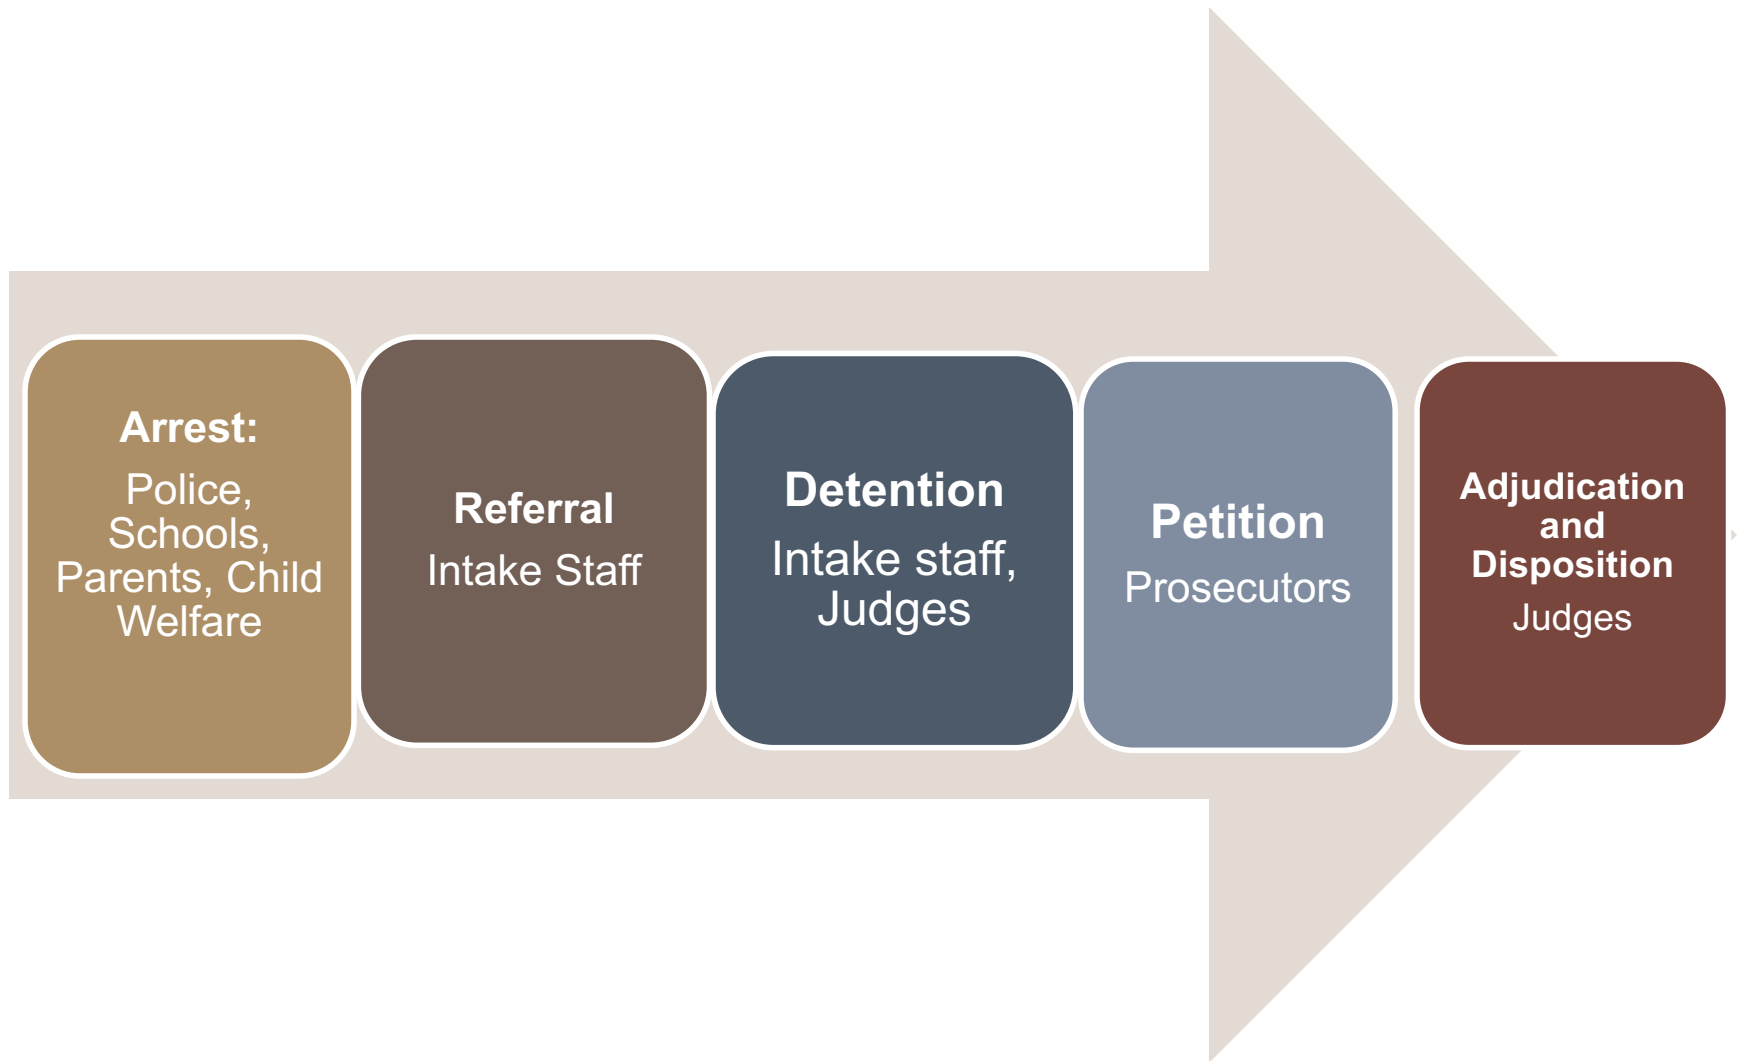 Arrest:
Police,
Schools,
Parents, Child
Welfare
Referral
Intake Staff
Detention
Intake staff,
Judges
Petition
Prosecutors
Adjudication
and
Disposition
Judges